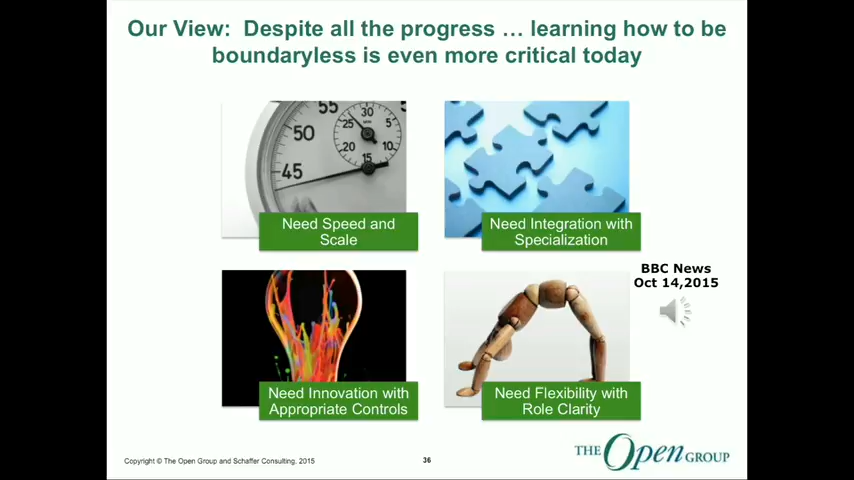 Our View:  Despite all the progress … learning how to be
boundaryless is even more critical today
55
50
45
30
25
5
20
10
15
Need Speed and
Scale
Need Integration with
Specialization
BBC News
Oct 14,2015
Need Innovation with
Appropriate Controls
Need Flexibility with
Role Clarity
Copyright © The Open Group and Schaffer Consulting, 2015
36
THE Open GROUP